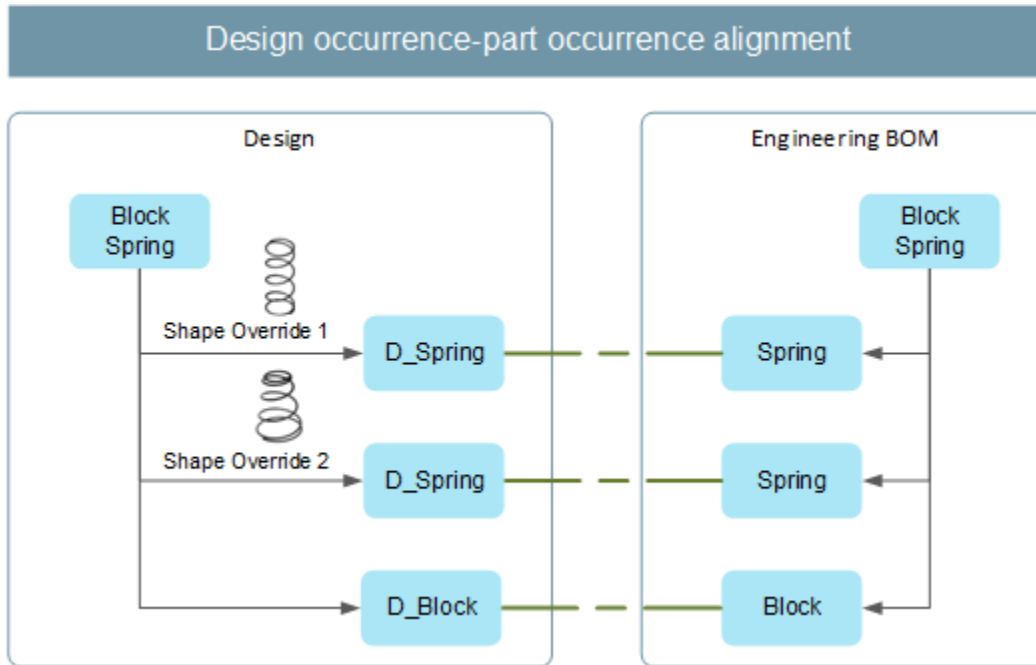 Design occurrence-part occurrence alignment
Design
Block
Spring
Shape Override 1
D_Spring
Shape Override 2
D_Spring
D_Block
Engineering BOM
Block
Spring
Spring
Spring
Block